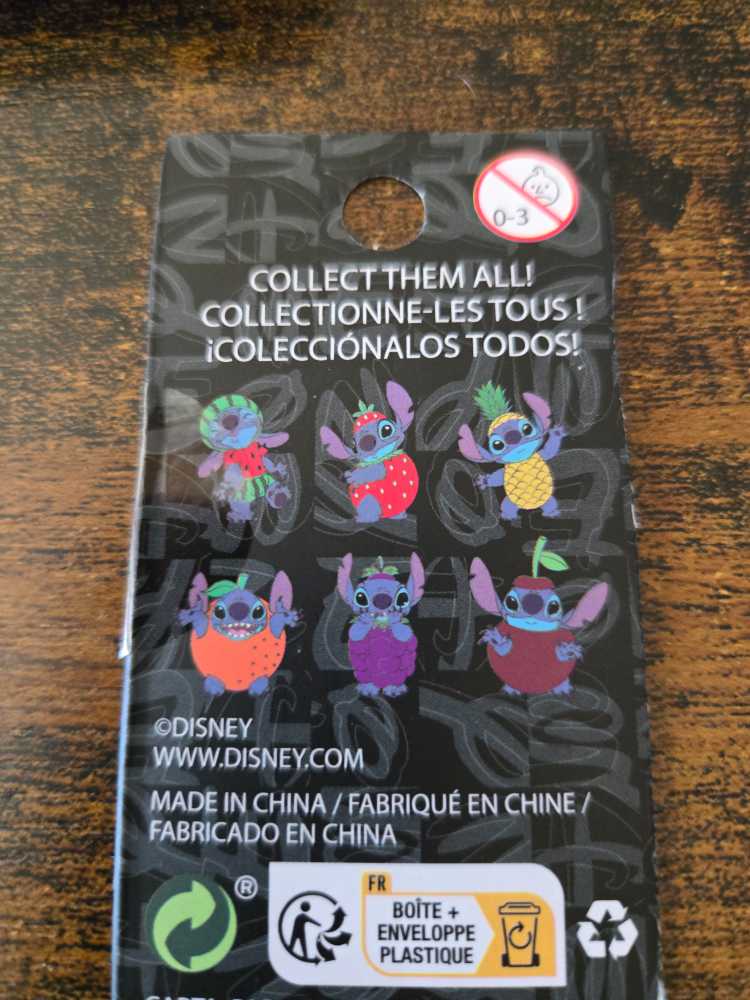 0-3
COLLECT THEM ALL!
COLLECTIONNE-LES TOUS !
¡COLECCIÓNALOS TODOS!
©DISNEY
WWW.DISNEY.COM
MADE IN CHINA / FABRIQUÉ EN CHINE /
FABRICADO EN CHINA
®
FR
BOÎTE +
ENVELOPPE
PLASTIQUE